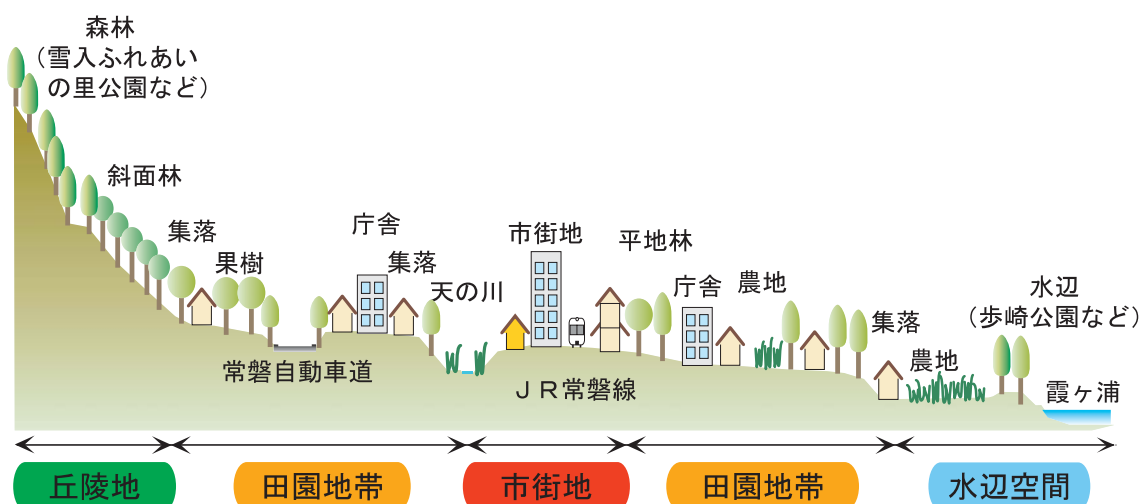 森林
（雪入ふれあい
の里公園など）
斜面林
集落
果樹
常磐自動車道
庁舎
集落
天の川
市街地
ＪＲ常磐線
平地林
庁舎
農地
集落
農地
水辺
（歩崎公園など）
霞ヶ浦
丘陵地
田園地帯
市街地
田園地帯
水辺空間